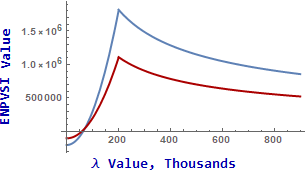 ENPVSI Value
1.5×10⁶
1.0×10⁶
500000
200 400 600 800
λ Value, Thousands